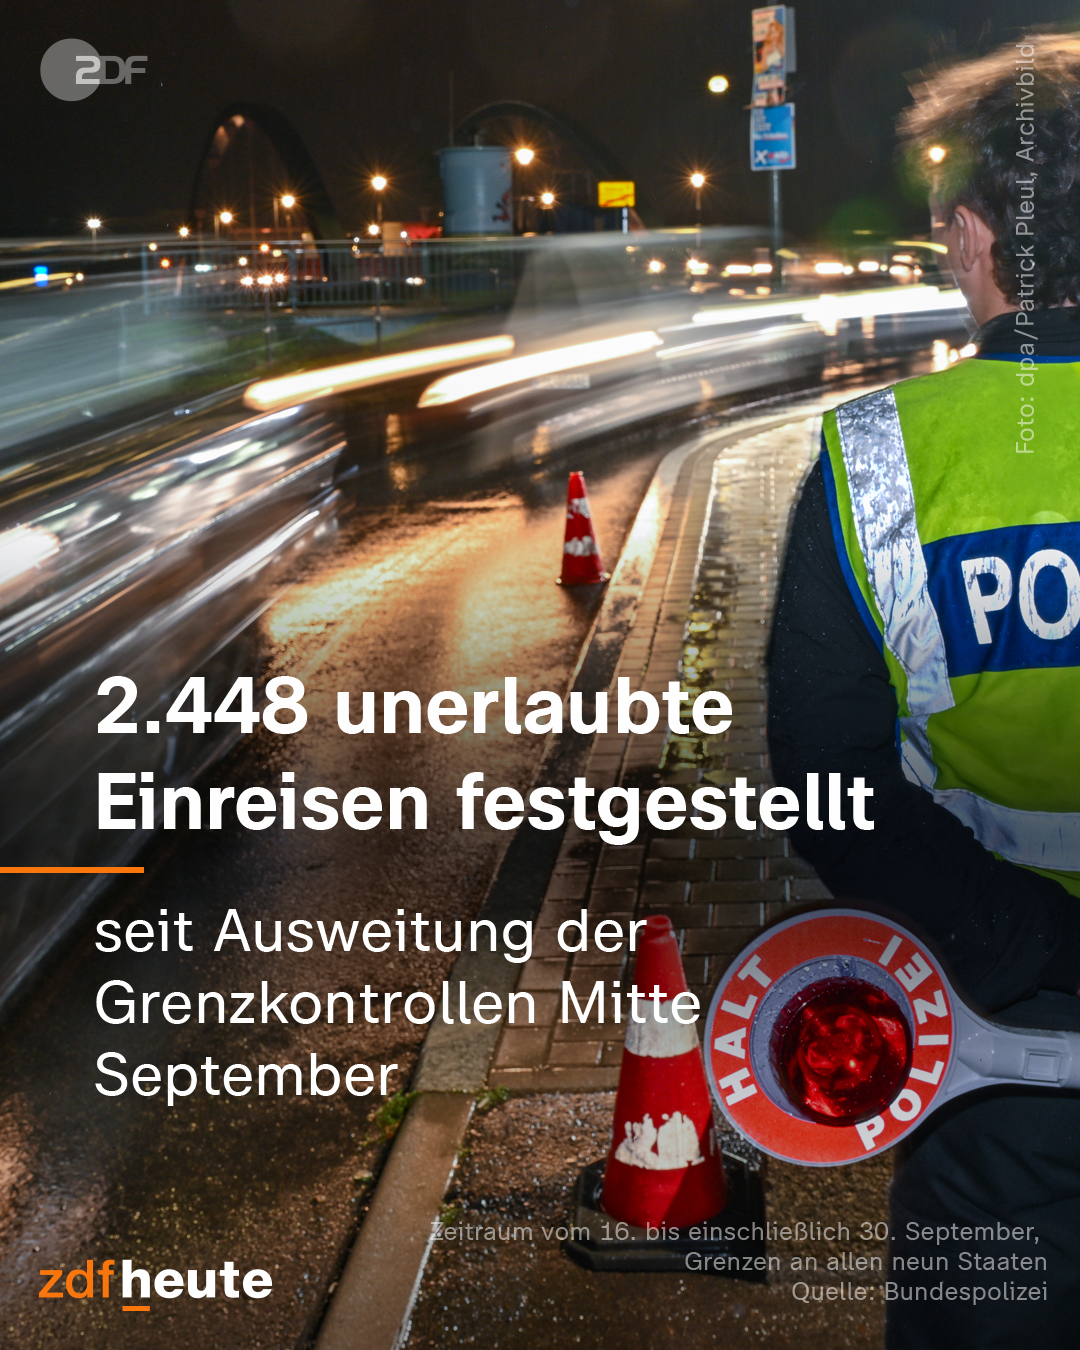 ZDF
Foto: dpa/Patrick Pleul, Archivbild
PO
2.448 unerlaubte
Einreisen festgestellt
seit Ausweitung der
Grenzkontrollen Mitte
September
HALT
POLIZEI
Zeitraum vom 16. bis einschließlich 30. September,
Grenzen an allen neun Staaten
Quelle: Bundespolizei
zdfheute